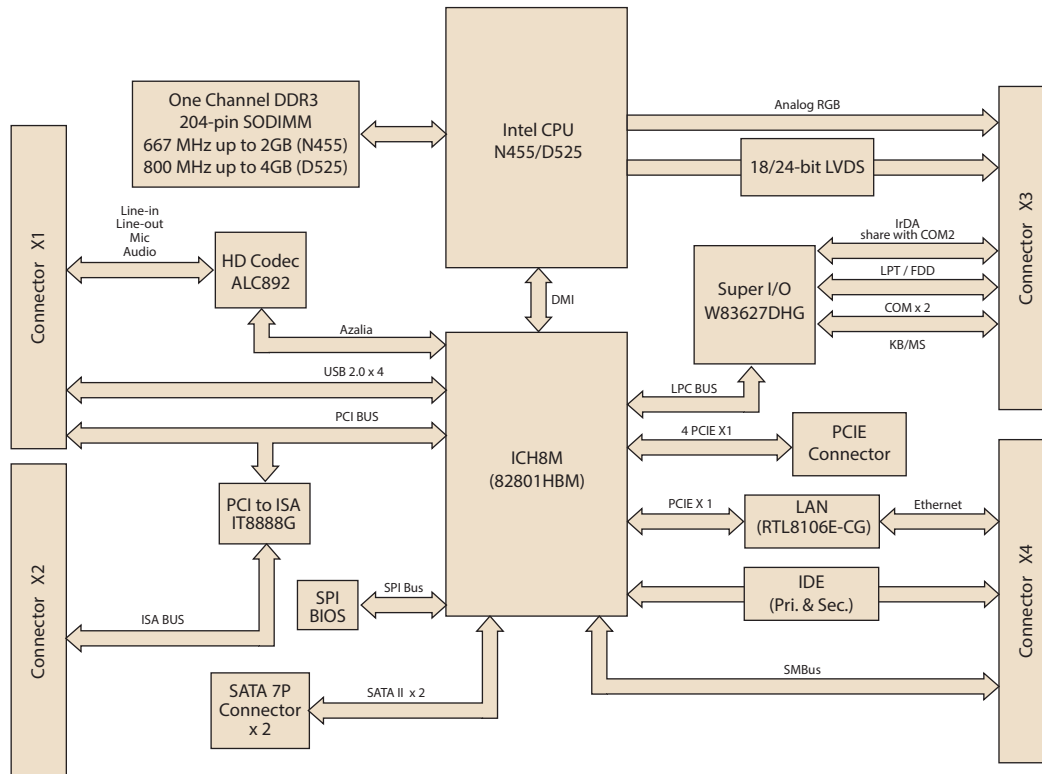 One Channel DDR3
204-pin SODIMM
667 MHz up to 2GB (N455)
800 MHz up to 4GB (D525)
Intel CPU
N455/D525
Analog RGB
18/24-bit LVDS
Connector X1
Line-in
Line-out
Mic
Audio
HD Codec
ALC892
Azalia
DMI
Super I/O
W83627DHG
IrDA
share with COM2
LPT / FDD
COM x 2
KB/MS
Connector X3
USB 2.0 x 4
PCI BUS
LPC BUS
ICH8M
(82801HBM)
4 PCIE X1
PCIE
Connector
PCI to ISA
IT8888G
PCIE X 1
LAN
(RTL8106E-CG)
Ethernet
Connector X2
SPI
BIOS
SPI Bus
IDE
(Pri. & Sec.)
Connector X4
ISA BUS
SMBus
SATA 7P
Connector
x 2
SATA II x 2